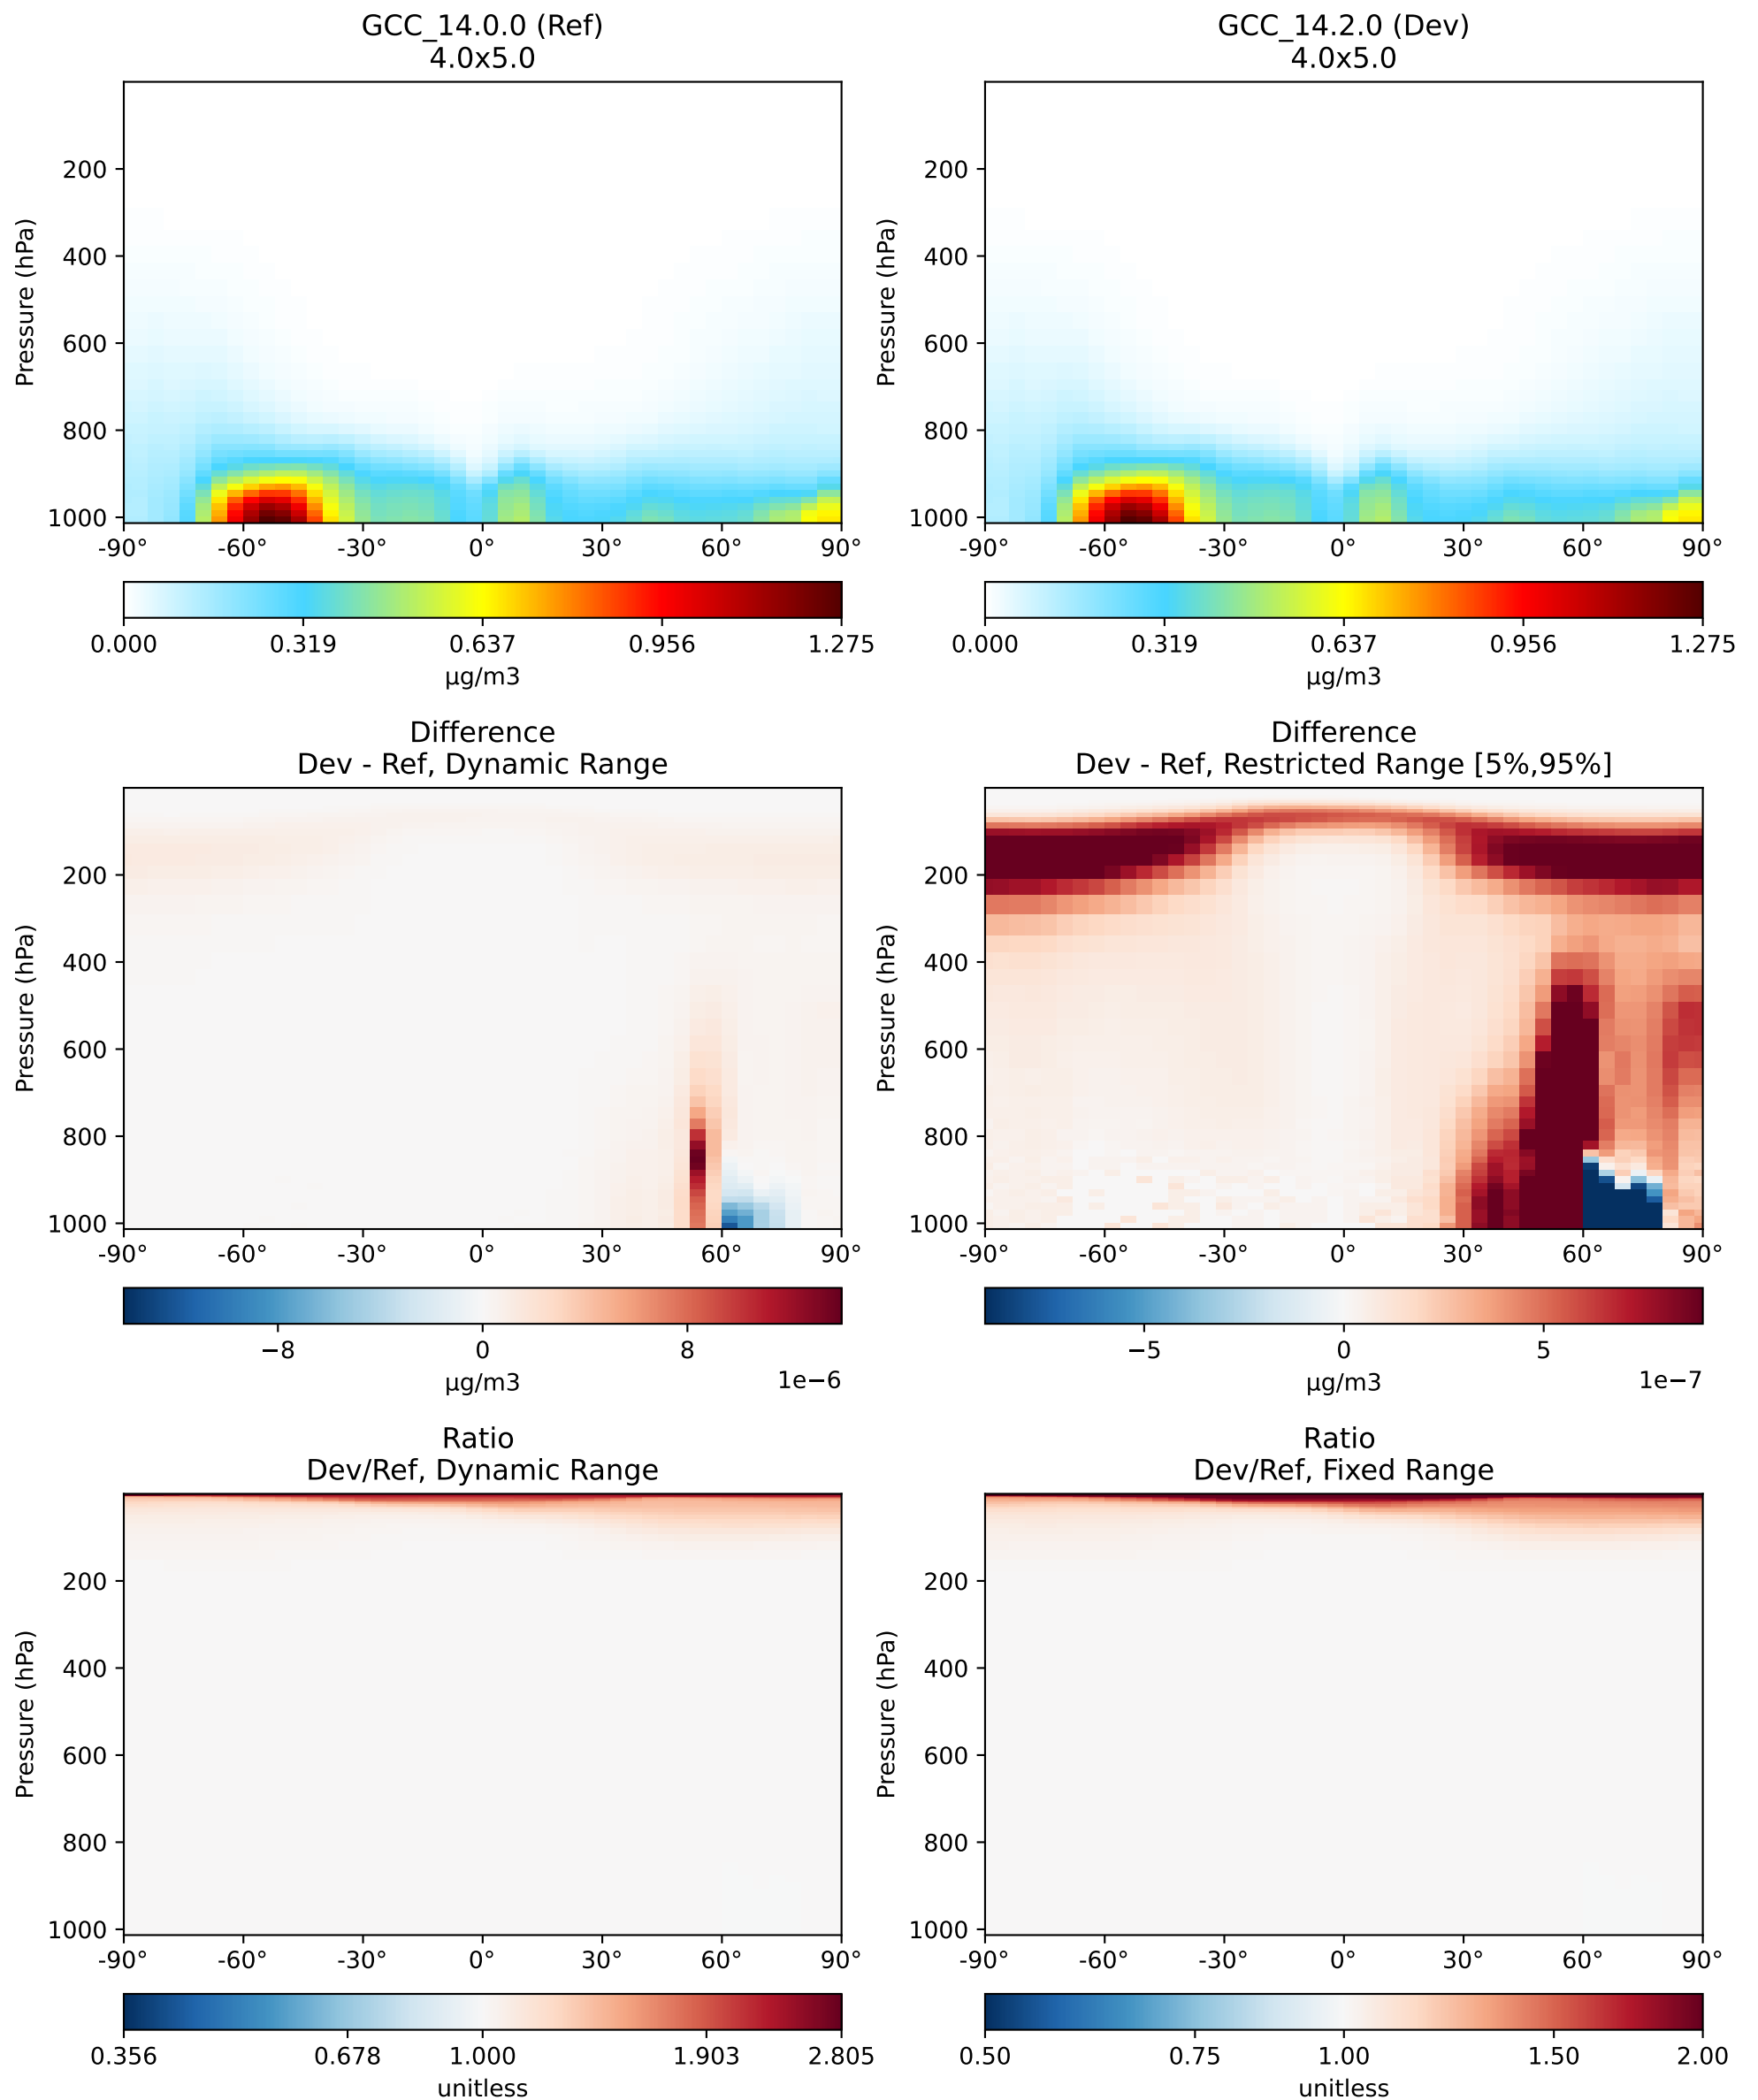 GCC_14.0.0 (Ref)
4.0x5.0
GCC_14.2.0 (Dev)
4.0x5.0
Pressure (hPa)
200
400
600
800
1000
-90° -60° -30° 0° 30° 60° 90°
Pressure (hPa)
200
400
600
800
1000
-90° -60° -30° 0° 30° 60° 90°
0.000 0.319 0.637 0.956 1.275
µg/m3
0.000 0.319 0.637 0.956 1.275
µg/m3
Difference
Dev - Ref, Dynamic Range
Difference
Dev - Ref, Restricted Range [5%,95%]
Pressure (hPa)
200
400
600
800
1000
-90° -60° -30° 0° 30° 60° 90°
Pressure (hPa)
200
400
600
800
1000
-90° -60° -30° 0° 30° 60° 90°
−8 0 8
µg/m3 1e−6
−5 0 5
µg/m3 1e−7
Ratio
Dev/Ref, Dynamic Range
Ratio
Dev/Ref, Fixed Range
Pressure (hPa)
200
400
600
800
1000
-90° -60° -30° 0° 30° 60° 90°
Pressure (hPa)
200
400
600
800
1000
-90° -60° -30° 0° 30° 60° 90°
0.356 0.678 1.000 1.903 2.805
unitless
0.50 0.75 1.00 1.50 2.00
unitless